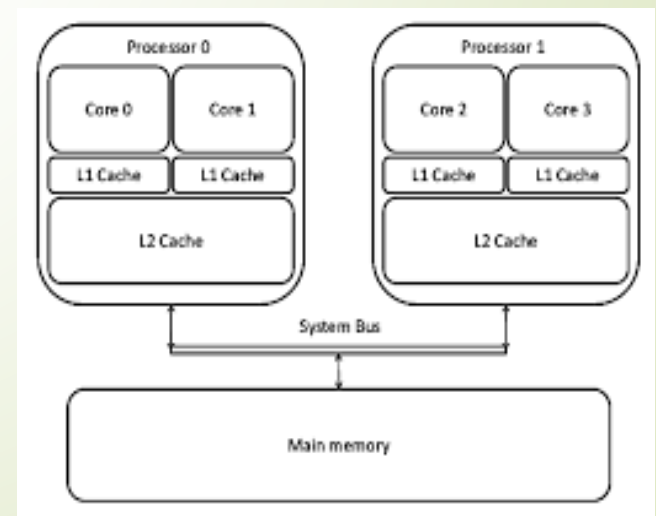 Processor 0 Processor 1
Core 0 Core 1 Core 2 Core 3
L1 Cache L1 Cache L1 Cache L1 Cache
L2 Cache L2 Cache
System Bus
Main memory